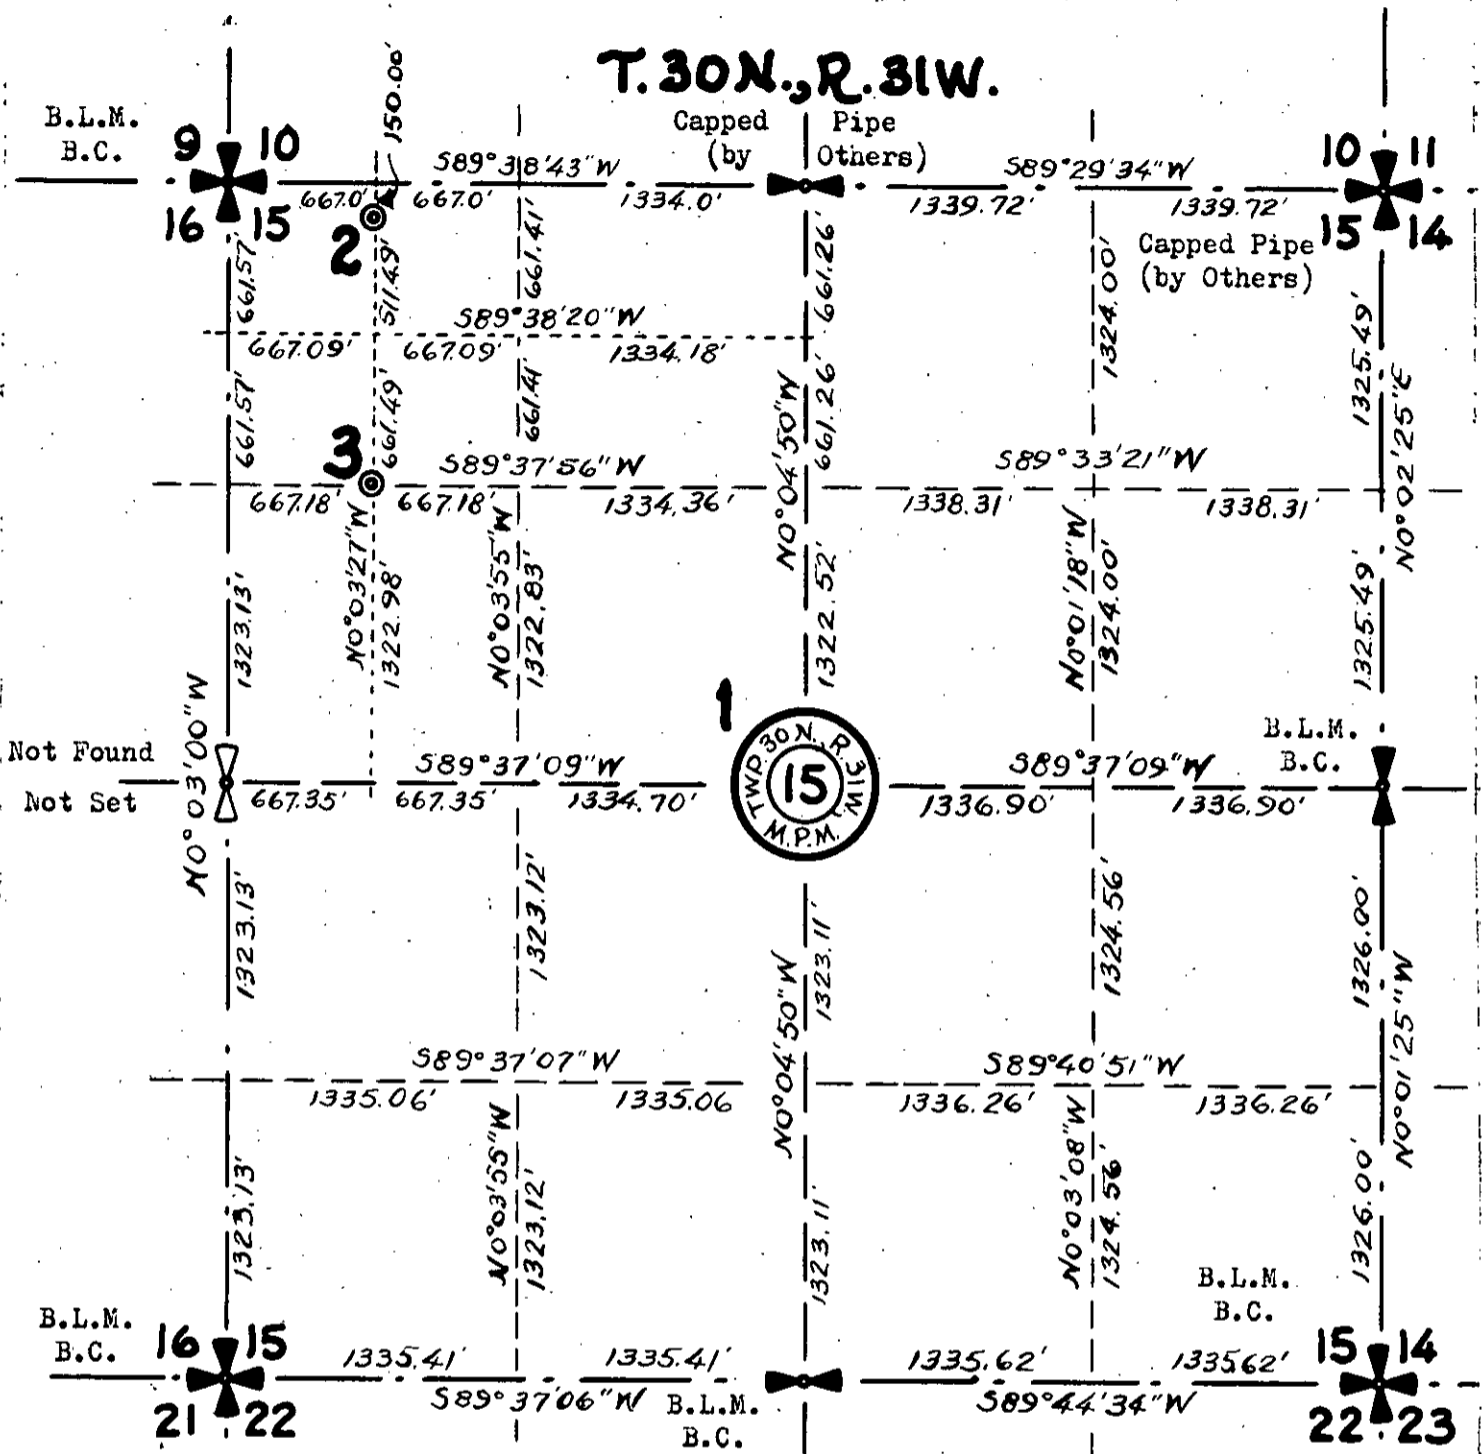 T.30N., R.31W.
150.00'
B.L.M.
B.C.
9 10
16 15
Capped Pipe
(by Others)
10 11
15 14
Capped Pipe
(by Others)
S89°38'43"W
S89°29'34"W
667.0' 667.0' 1334.0' 1339.72' 1339.72'
2
661.57' 511.49' 661.41' 661.26' 1324.00' 1325.49'
S89°38'20"W
667.09' 667.09' 1334.18'
661.57' 661.49' 661.41 661.26'
N0°04'50"W
N0°02'25"E
3
S89°37'56"W
S89°33'21"W
667.18' 667.18' 1334.36' 1338.31' 1338.31'
N0°03'27"W
N0°03'55"W
N0°01'18"W
1323.13' 1322.98' 1322.83' 1322.52' 1324.00' 1325.49'
N0°03'00"W
1
Not Found
Not Set
B.L.M.
B.C.
TWP. 30 N., R. 31 W.
15
M.P.M.
S89°37'09"W
S89°37'09"W
667.35' 667.35' 1334.70' 1336.90' 1336.90'
1323.13' 1323.12' 1323.11' 1324.56' 1326.00'
N0°04'50"W
N0°01'25"W
S89°37'07"W
S89°40'51"W
1335.06' 1335.06 1336.26' 1336.26'
N0°03'55"W
N0°03'08"W
1323.13' 1323.12' 1323.11' 1324.56' 1326.00'
B.L.M.
B.C.
16 15
21 22
B.L.M.
B.C.
15 14
22 23
1335.41' 1335.41' 1335.62' 1335.62'
S89°37'06"W
S89°44'34"W
B.L.M.
B.C.